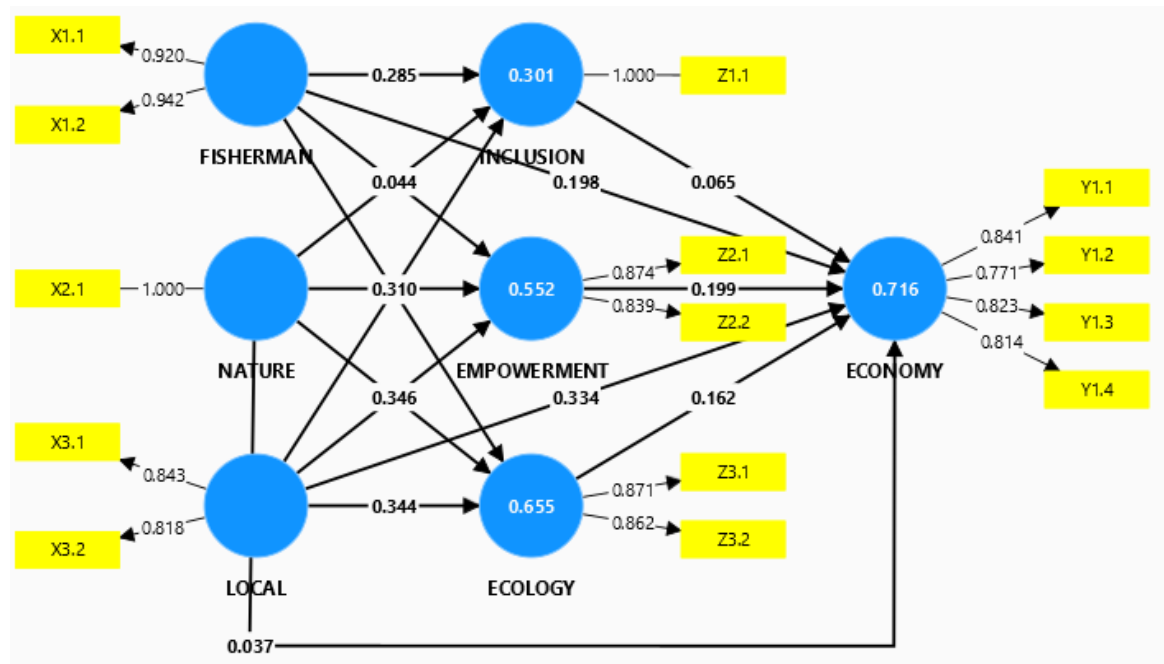 X1.1
0.920
0.942
X1.2
FISHERMAN
0.285
0.301
INCLUSION
1.000
Z1.1
0.044
0.198
0.065
X2.1
1.000
NATURE
0.310
0.552
EMPOWERMENT
0.874
Z2.1
0.199
0.839
Z2.2
0.716
ECONOMY
Y1.1
0.841
Y1.2
0.771
0.823
Y1.3
0.814
Y1.4
0.346
0.334
0.162
X3.1
0.843
0.818
X3.2
LOCAL
0.344
0.655
ECOLOGY
0.871
Z3.1
0.862
Z3.2
0.037